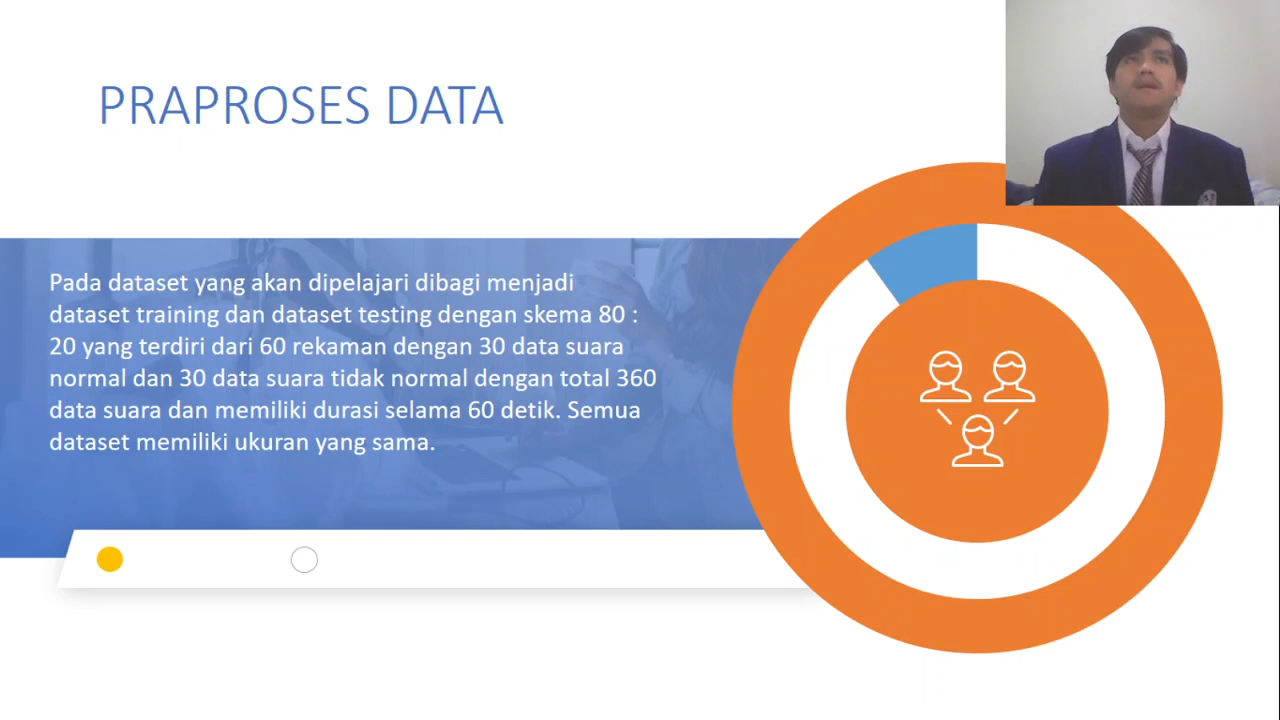 PRAPROSES DATA
Pada dataset yang akan dipelajari dibagi menjadi
dataset training dan dataset testing dengan skema 80 :
20 yang terdiri dari 60 rekaman dengan 30 data suara
normal dan 30 data suara tidak normal dengan total 360
data suara dan memiliki durasi selama 60 detik. Semua
dataset memiliki ukuran yang sama.